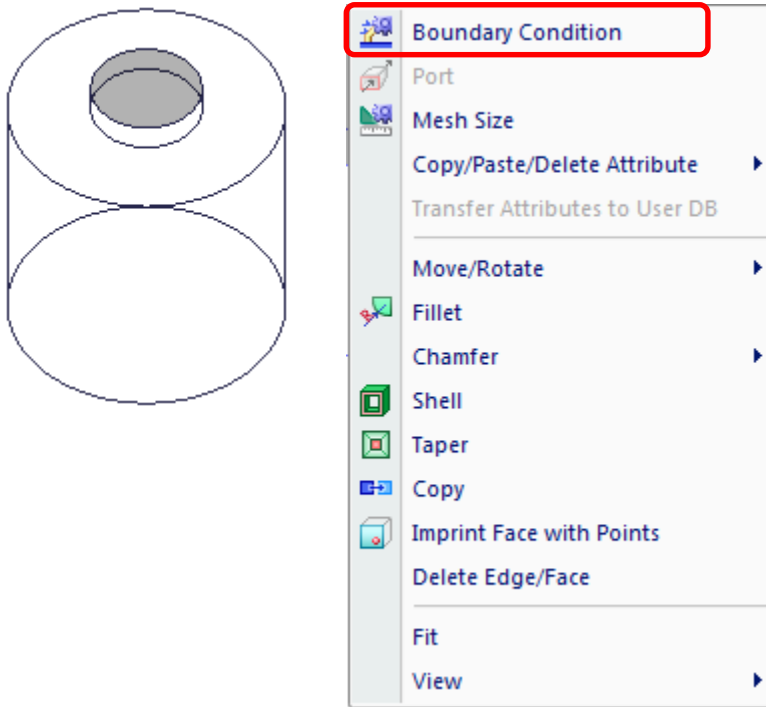 Boundary Condition
Port
Mesh Size
Copy/Paste/Delete Attribute
Transfer Attributes to User DB
Move/Rotate
Fillet
Chamfer
Shell
Taper
Copy
Imprint Face with Points
Delete Edge/Face
Fit
View